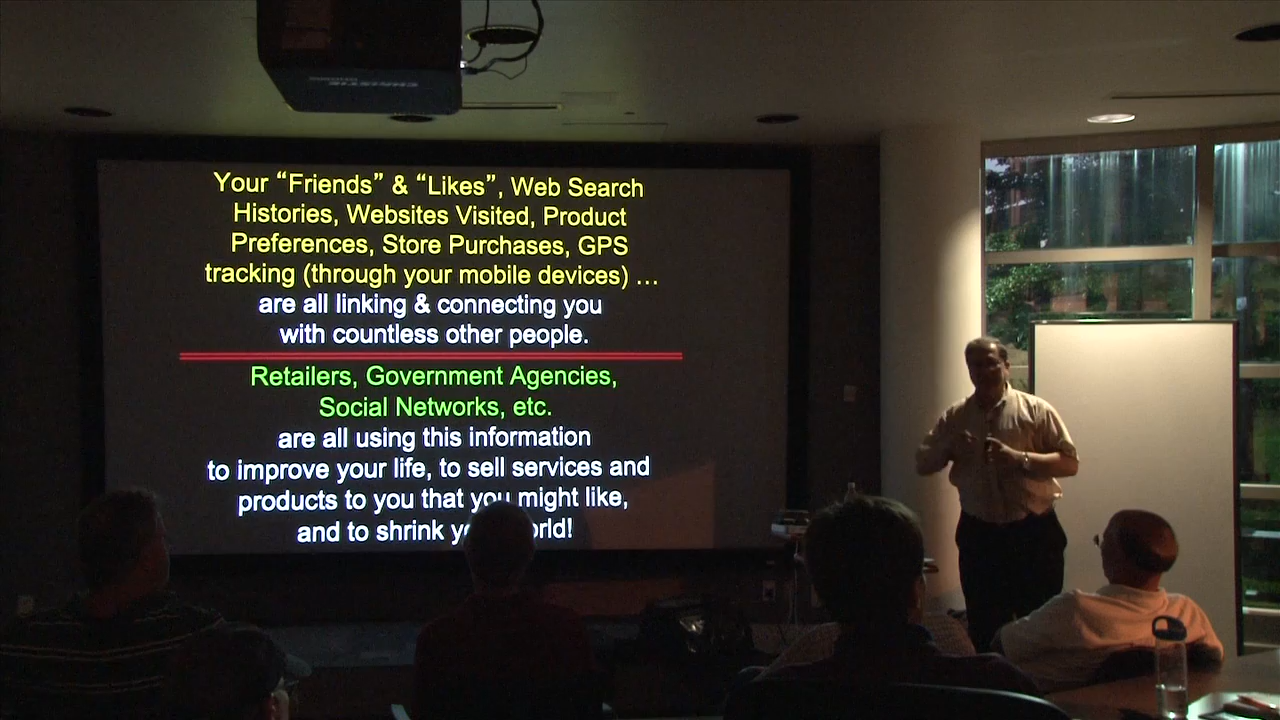 CHRISTIE
Your “Friends” & “Likes”, Web Search
Histories, Websites Visited, Product
Preferences, Store Purchases, GPS
tracking (through your mobile devices) ...
are all linking & connecting you
with countless other people.
Retailers, Government Agencies,
Social Networks, etc.
are all using this information
to improve your life, to sell services and
products to you that you might like,
and to shrink